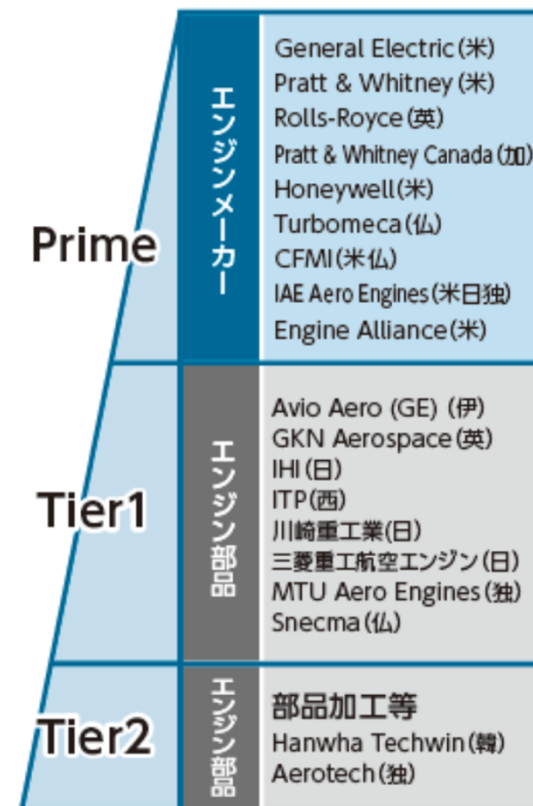 Prime
エンジンメーカー
General Electric(米)
Pratt & Whitney(米)
Rolls-Royce(英)
Pratt & Whitney Canada(加)
Honeywell(米)
Turbomeca(仏)
CFMI(米仏)
IAE Aero Engines(米日独)
Engine Alliance(米)
Tier1
エンジン部品
Avio Aero (GE) (伊)
GKN Aerospace(英)
IHI(日)
ITP(西)
川崎重工業(日)
三菱重工航空エンジン(日)
MTU Aero Engines(独)
Snecma(仏)
Tier2
エンジン部品
部品加工等
Hanwha Techwin(韓)
Aerotech(独)